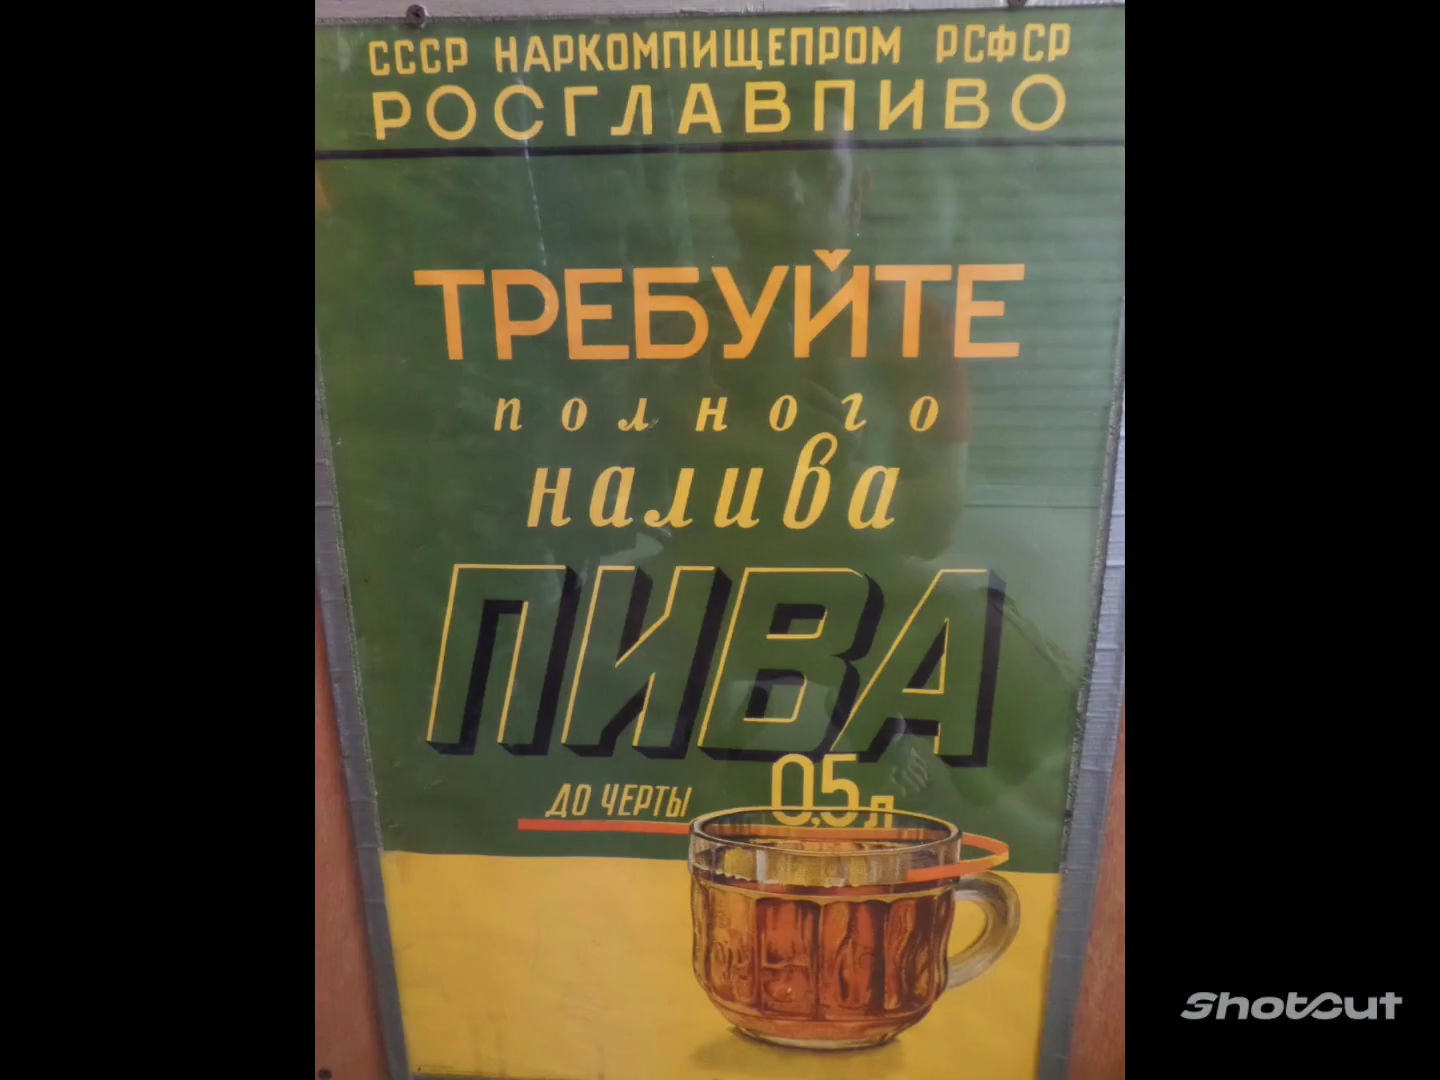 СССР НАРКОМПИЩЕПРОМ РСФСР
РОСГЛАВПИВО
ТРЕБУЙТЕ
полного
налива
ПИВА
ДО ЧЕРТЫ 0,5 л
Shotcut